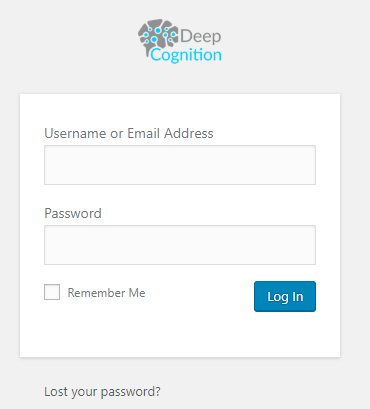 Deep
Cognition
Username or Email Address
Password
Remember Me
Log In
Lost your password?